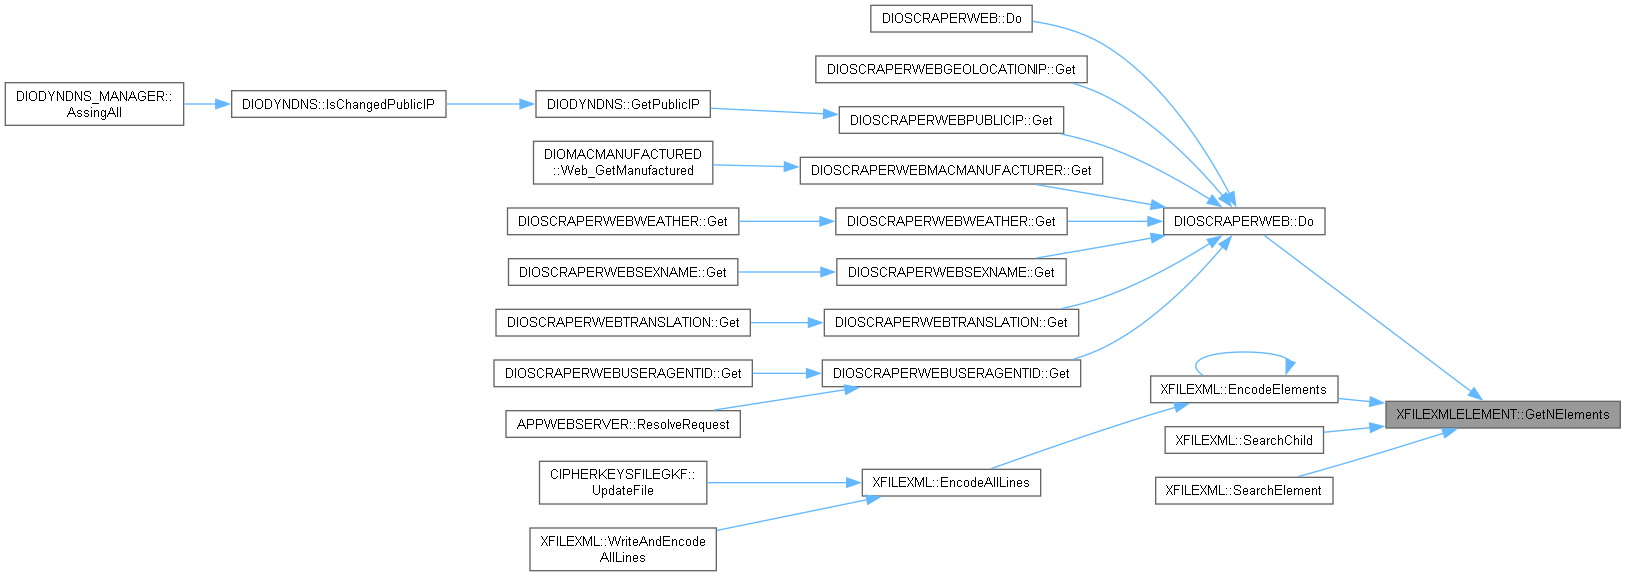 DIOSCRAPERWEB::Do
DIOSCRAPERWEBGEOLOCATIONIP::Get
DIODYNDNS_MANAGER::
AssingAll
DIODYNDNS::IsChangedPublicIP
DIODYNDNS::GetPublicIP
DIOSCRAPERWEBPUBLICIP::Get
DIOMACMANUFACTURED
::Web_GetManufactured
DIOSCRAPERWEBMACMANUFACTURER::Get
DIOSCRAPERWEBWEATHER::Get
DIOSCRAPERWEBWEATHER::Get
DIOSCRAPERWEB::Do
DIOSCRAPERWEBSEXNAME::Get
DIOSCRAPERWEBSEXNAME::Get
DIOSCRAPERWEBTRANSLATION::Get
DIOSCRAPERWEBTRANSLATION::Get
DIOSCRAPERWEBUSERAGENTID::Get
DIOSCRAPERWEBUSERAGENTID::Get
XFILEXML::EncodeElements
XFILEXMLELEMENT::GetNElements
APPWEBSERVER::ResolveRequest
XFILEXML::SearchChild
CIPHERKEYSFILEGKF::
UpdateFile
XFILEXML::EncodeAllLines
XFILEXML::SearchElement
XFILEXML::WriteAndEncode
AllLines